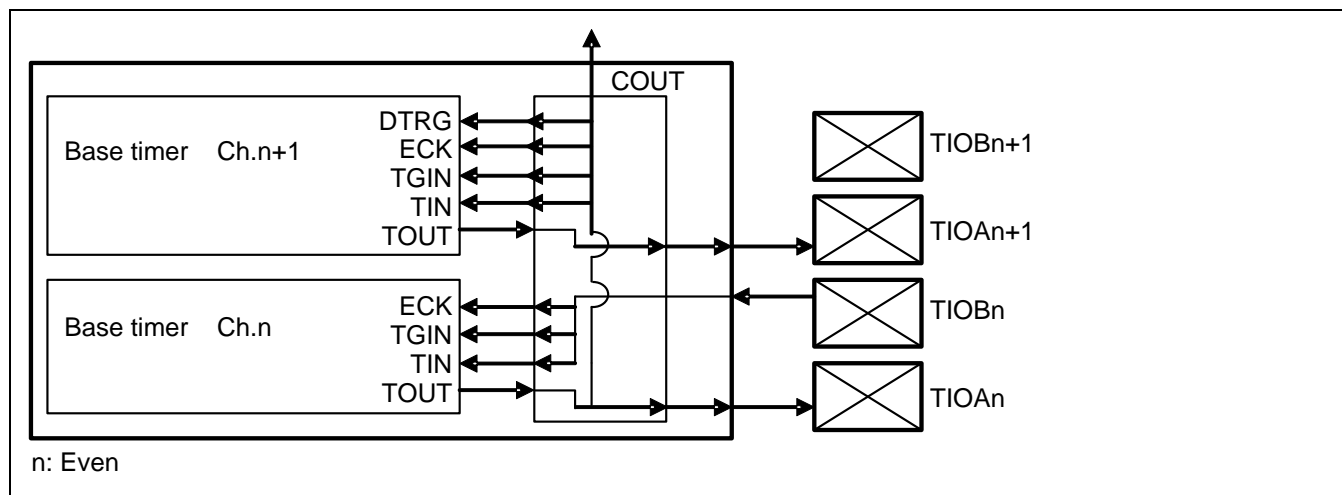 COUT
DTRG
Base timer Ch.n+1
ECK
TGIN
TIN
TOUT
TIOBn+1
TIOAn+1
ECK
Base timer Ch.n
TGIN
TIN
TOUT
TIOBn
TIOAn
n: Even